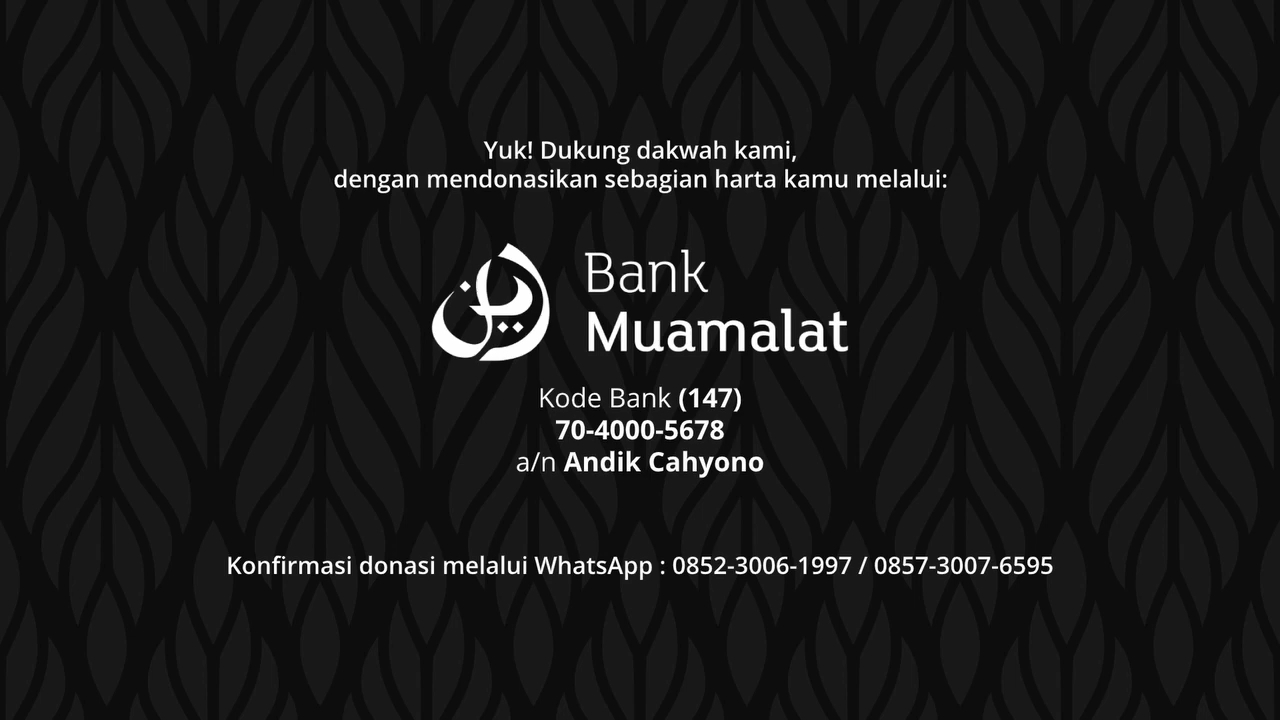 Yuk! Dukung dakwah kami,
dengan mendonasikan sebagian harta kamu melalui:
Bank
Muamalat
Kode Bank (147)
70-4000-5678
a/n Andik Cahyono
Konfirmasi donasi melalui WhatsApp : 0852-3006-1997 / 0857-3007-6595